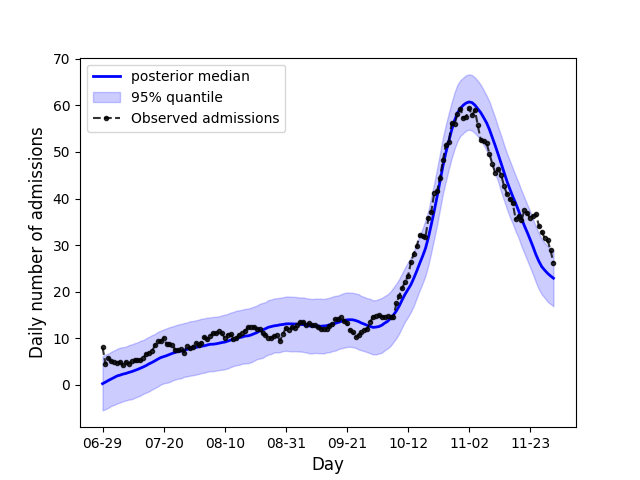 posterior median
95% quantile
Observed admissions
Daily number of admissions
70
60
50
40
30
20
10
0
06-29 07-20 08-10 08-31 09-21 10-12 11-02 11-23
Day